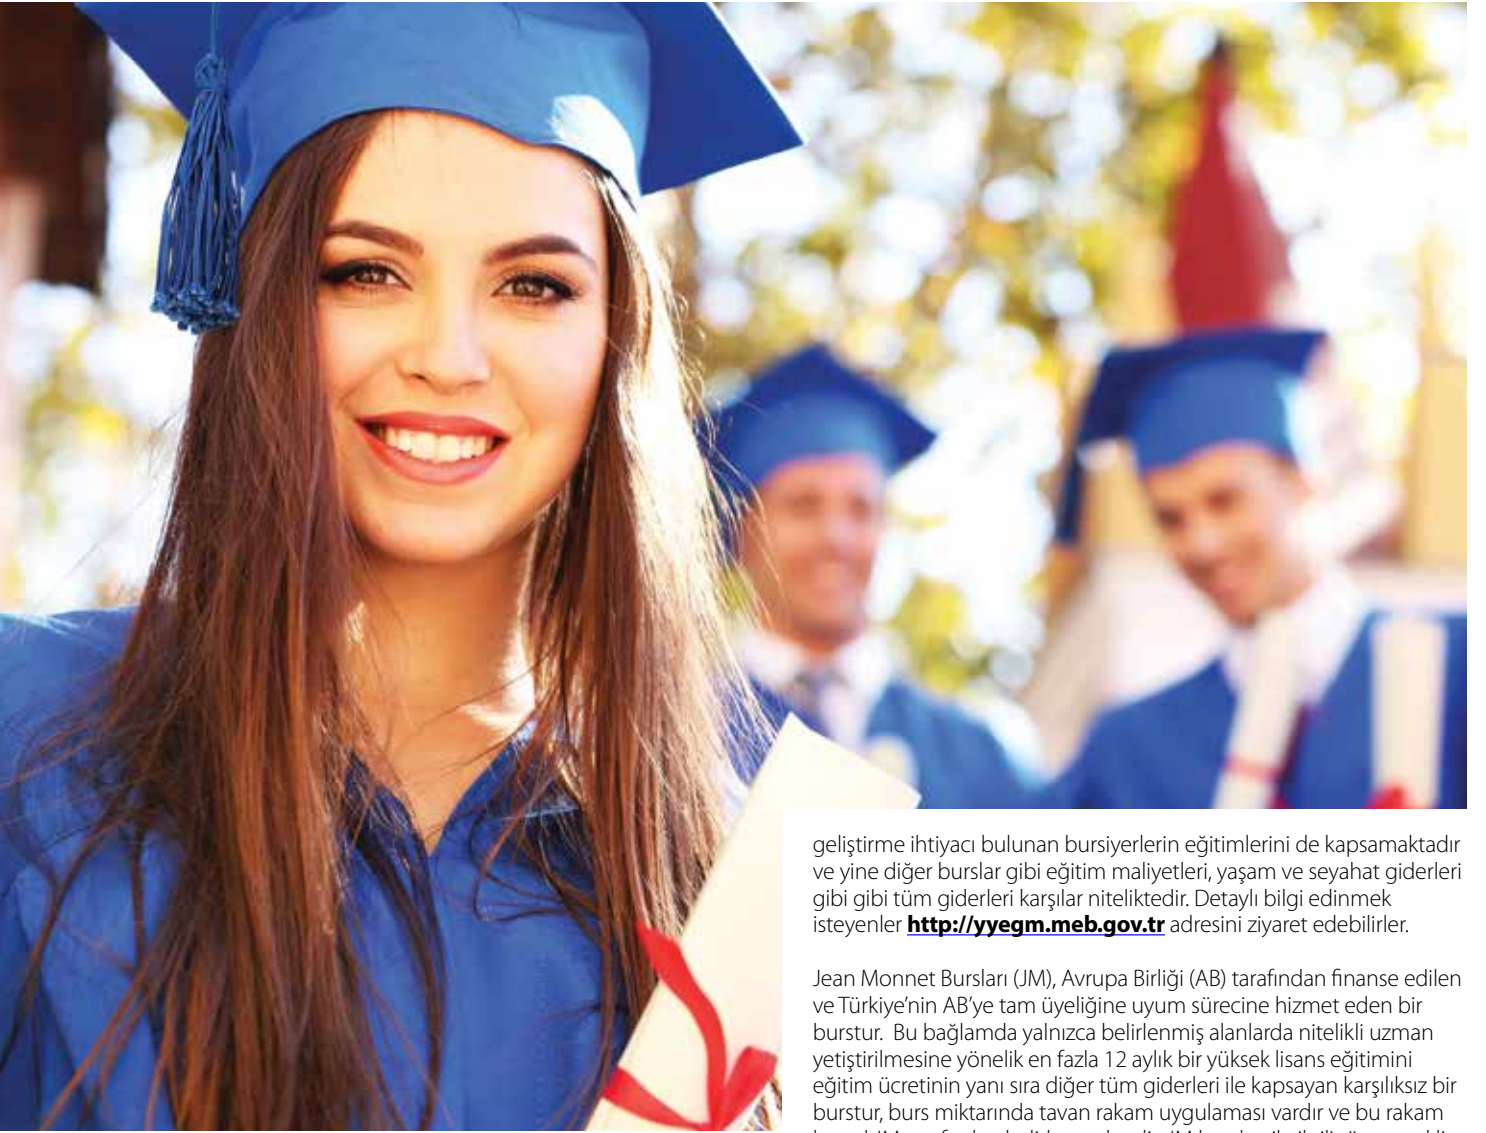 geliştirme ihtiyacı bulunan bursiyerlerin eğitimlerini de kapsamaktadır
ve yine diğer burslar gibi eğitim maliyetleri, yaşam ve seyahat giderleri
gibi gibi tüm giderleri karşılar niteliktedir. Detaylı bilgi edinmek
isteyenler http://yyegm.meb.gov.tr adresini ziyaret edebilirler.
Jean Monnet Bursları (JM), Avrupa Birliği (AB) tarafından finanse edilen
ve Türkiye’nin AB’ye tam üyeliğine uyum sürecine hizmet eden bir
burstur.  Bu bağlamda yalnızca belirlenmiş alanlarda nitelikli uzman
yetiştirilmesine yönelik en fazla 12 aylık bir yüksek lisans eğitimini
eğitim ücretinin yanı sıra diğer tüm giderleri ile kapsayan karşılıksız bir
burstur, burs miktarında tavan rakam uygulaması vardır ve bu rakam